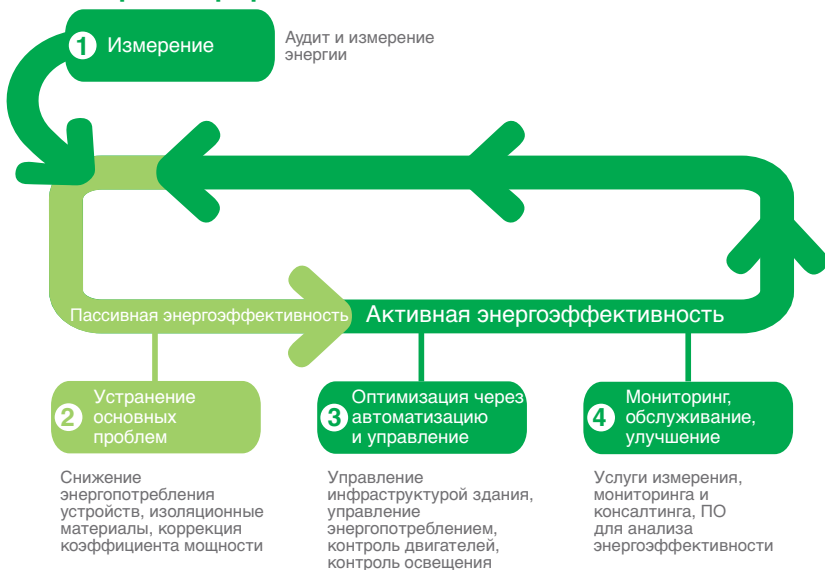 1 Измерение
Аудит и измерение
энергии
Пассивная энергоэффективность
Активная энергоэффективность
2
Устранение
основных
проблем
3
Оптимизация через
автоматизацию
и управление
4
Мониторинг,
обслуживание,
улучшение
Снижение
энергопотребления
устройств, изоляционные
материалы, коррекция
коэффициента мощности
Управление
инфраструктурой здания,
управление
энергопотреблением,
контроль двигателей,
контроль освещения
Услуги измерения,
мониторинга и
консалтинга, ПО
для анализа
энергоэффективности